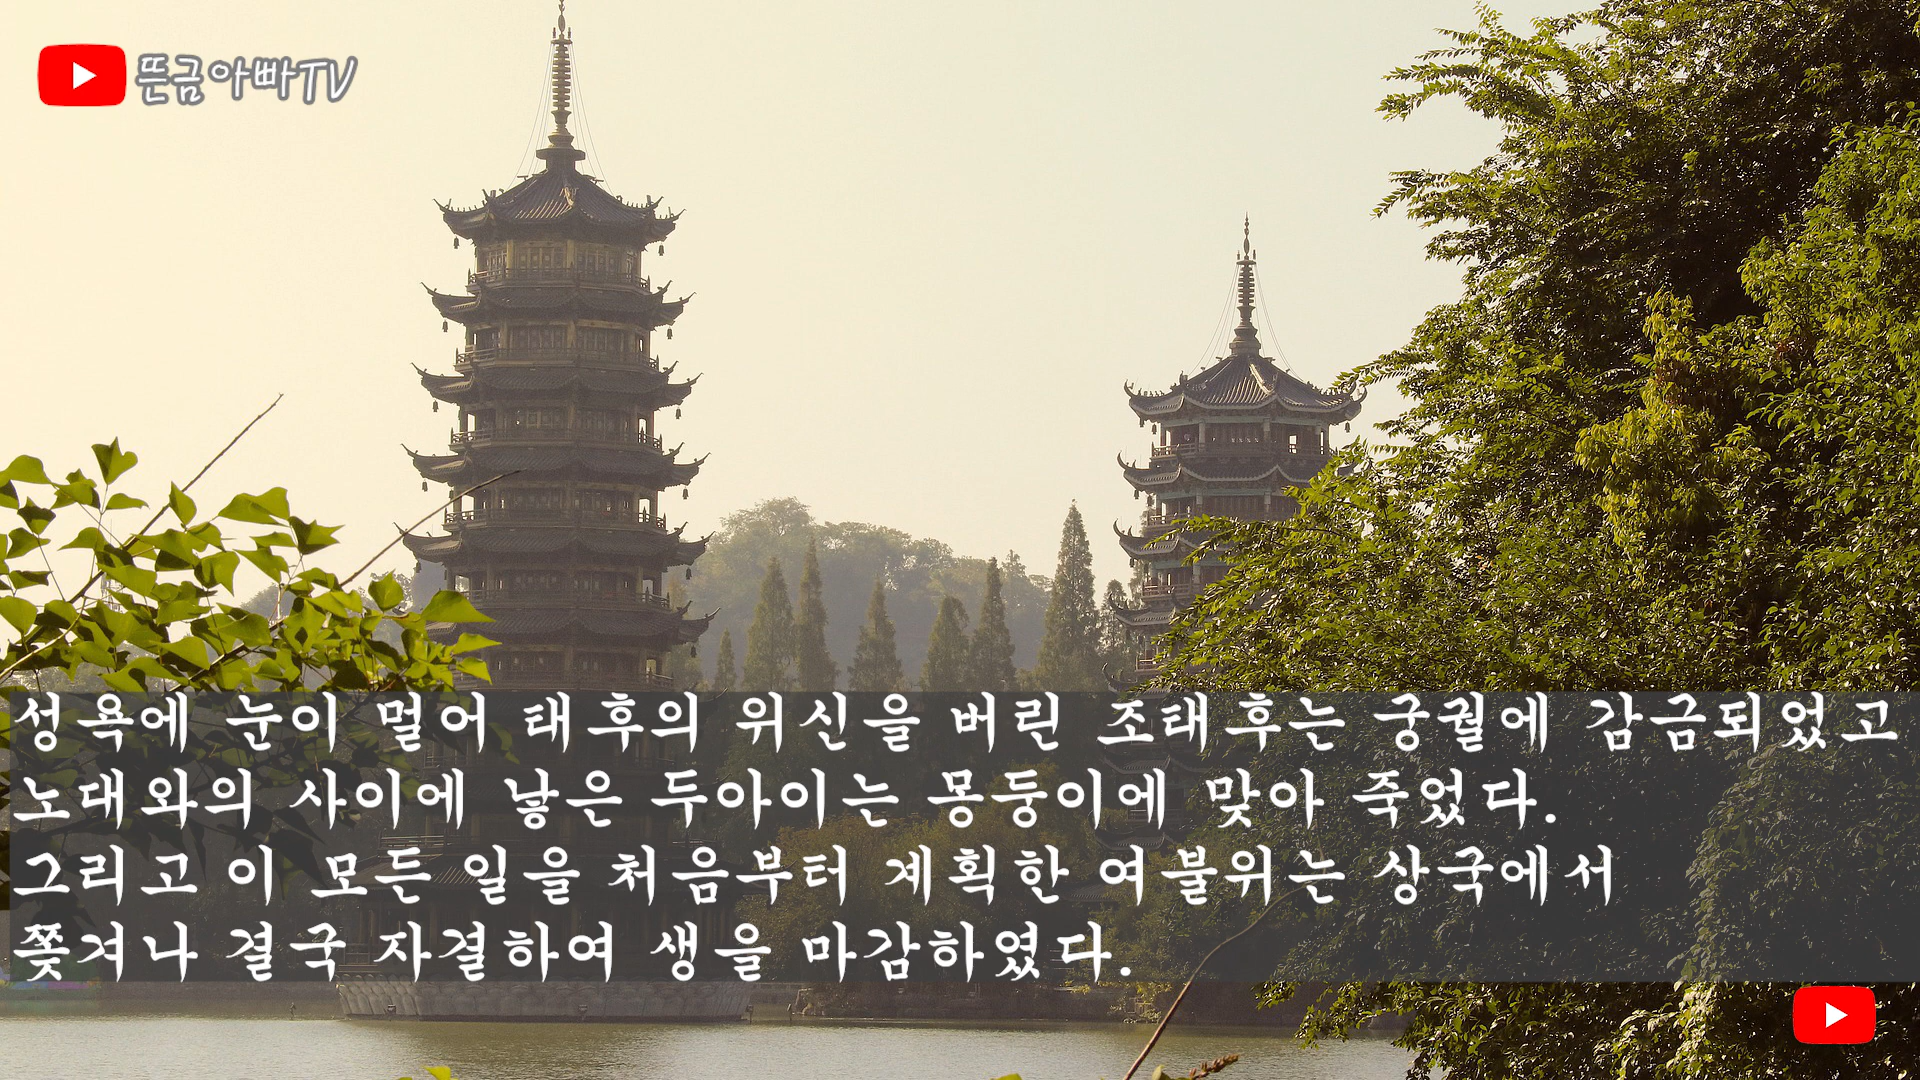 뜬금아빠TV
성욕에 눈이 멀어 태후의 위신을 버린 조태후는 궁궐에 감금되었고
노대와의 사이에 낳은 두아이는 몽둥이에 맞아 죽었다.
그리고 이 모든 일을 처음부터 계획한 여불위는 상국에서
쫓겨나 결국 자결하여 생을 마감하였다.